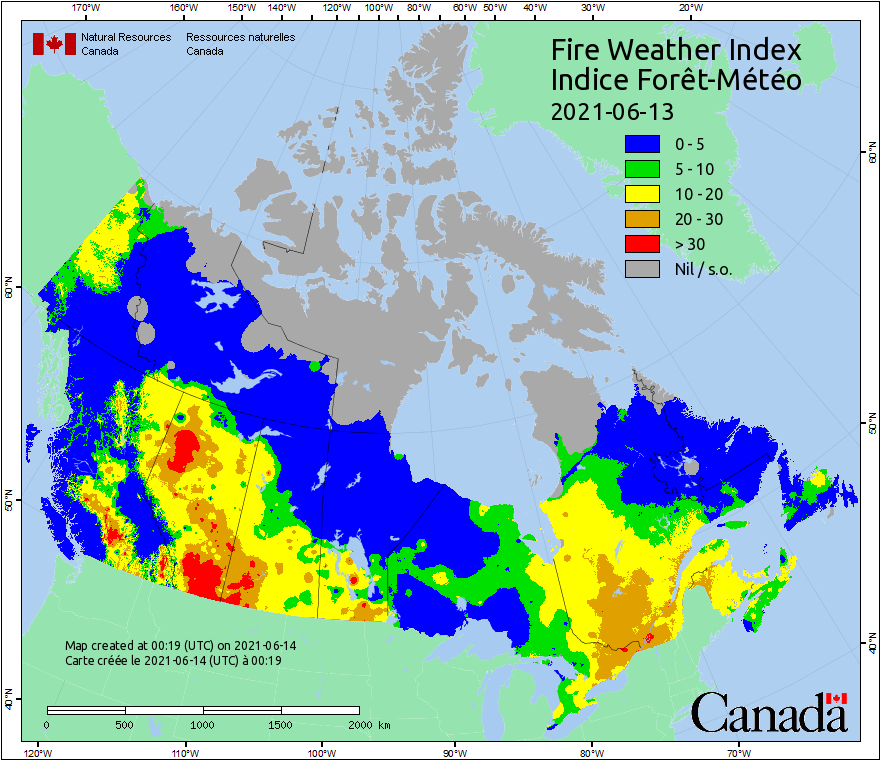 170°W 160°W 150°W 140°W 120°W 100°W 80°W 60°W 50°W 40°W 30°W 20°W
Natural Resources Ressources naturelles
Canada Canada
Fire Weather Index
Indice Forêt-Météo
2021-06-13
0 - 5
5 - 10
10 - 20
20 - 30
> 30
Nil / s.o.
60°N 60°N
50°N 50°N
40°N 40°N
Map created at 00:19 (UTC) on 2021-06-14
Carte créée le 2021-06-14 (UTC) à 00:19
0 500 1000 1500 2000 km
Canada
120°W 110°W 100°W 90°W 80°W 70°W